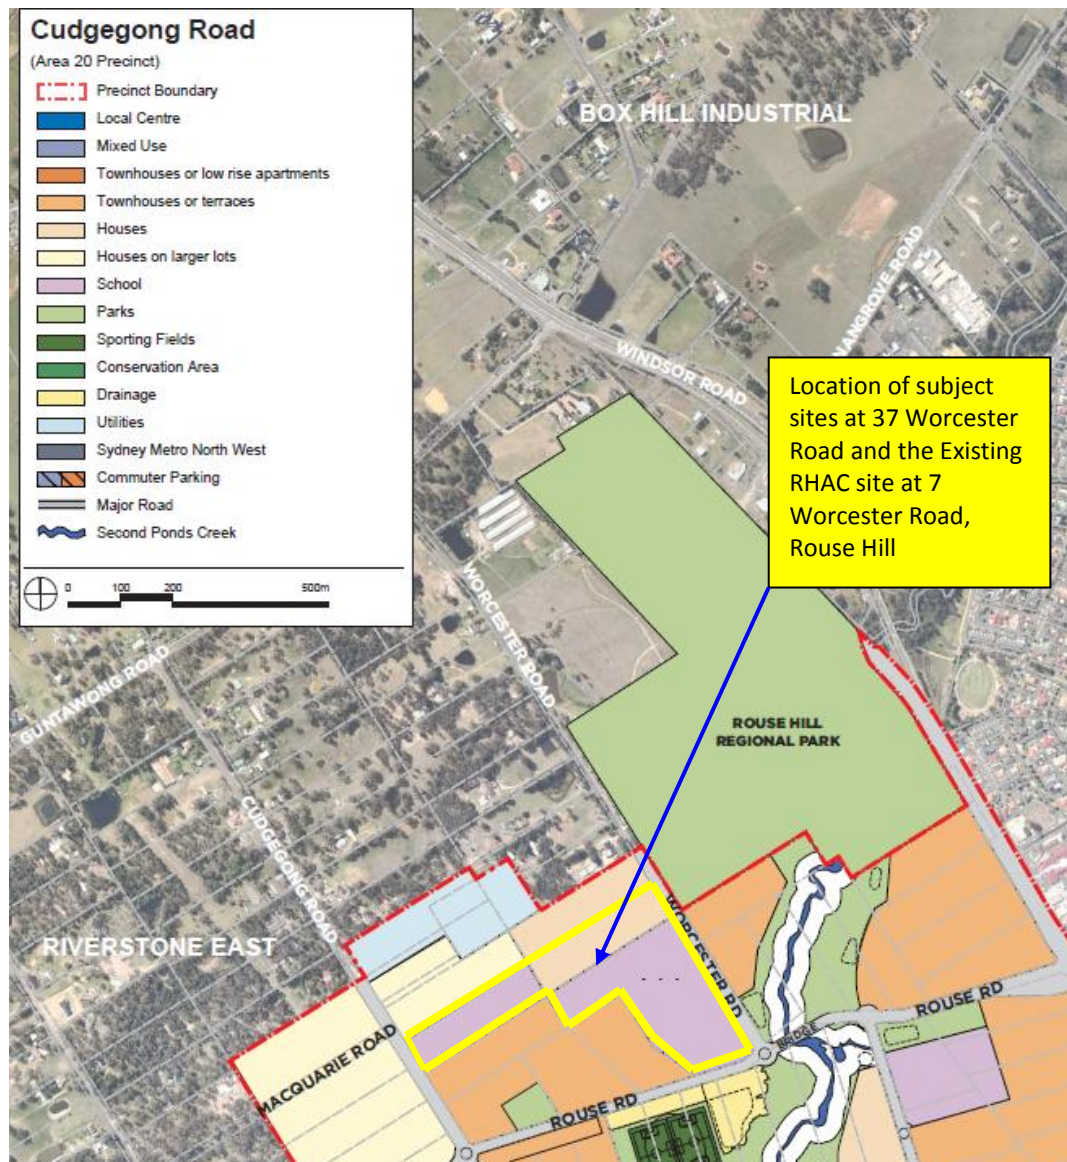 Cudgegong Road
(Area 20 Precinct)
Precinct Boundary
Local Centre
Mixed Use
Townhouses or low rise apartments
Townhouses or terraces
Houses
Houses on larger lots
School
Parks
Sporting Fields
Conservation Area
Drainage
Utilities
Sydney Metro North West
Commuter Parking
Major Road
Second Ponds Creek
0 100 200 500m
BOX HILL INDUSTRIAL
NANGROVE ROAD
WINDSOR ROAD
Location of subject
sites at 37 Worcester
Road and the Existing
RHAC site at 7
Worcester Road,
Rouse Hill
WORCESTER ROAD
GUNTAWONG ROAD
ROUSE HILL
REGIONAL PARK
CUDGEGONG ROAD
RIVERSTONE EAST
WORCESTER RD
ROUSE RD
BRIDGE
MACQUARIE ROAD
ROUSE RD